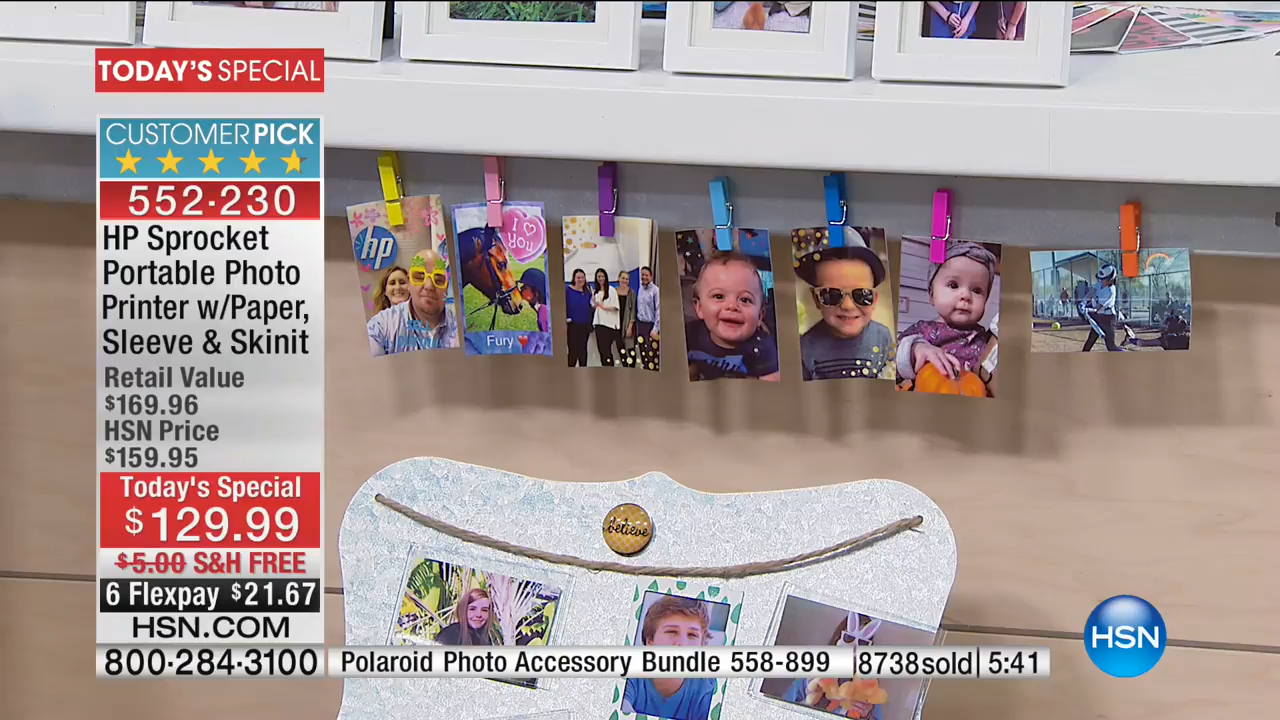 TODAY'S SPECIAL
CUSTOMER PICK
552·230
HP Sprocket
Portable Photo
Printer w/Paper,
Sleeve & Skinit
Retail Value
$169.96
HSN Price
$159.95
Today's Special
$129.99
$5.00 S&H FREE
6 Flexpay $21.67
HSN.COM
800·284·3100
Polaroid Photo Accessory Bundle 558-899
8738sold
5:41
hp
I ♡
You
Fury ❤
believe
HSN